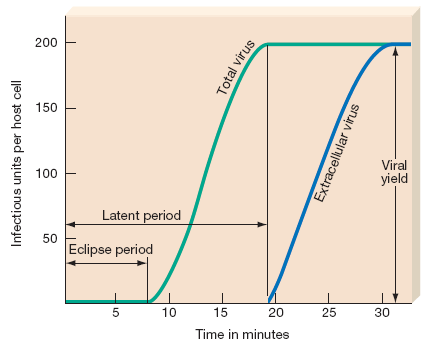 Infectious units per host cell
200
150
100
50
Total virus
Extracellular virus
Viral
yield
Latent period
Eclipse period
5 10 15 20 25 30
Time in minutes